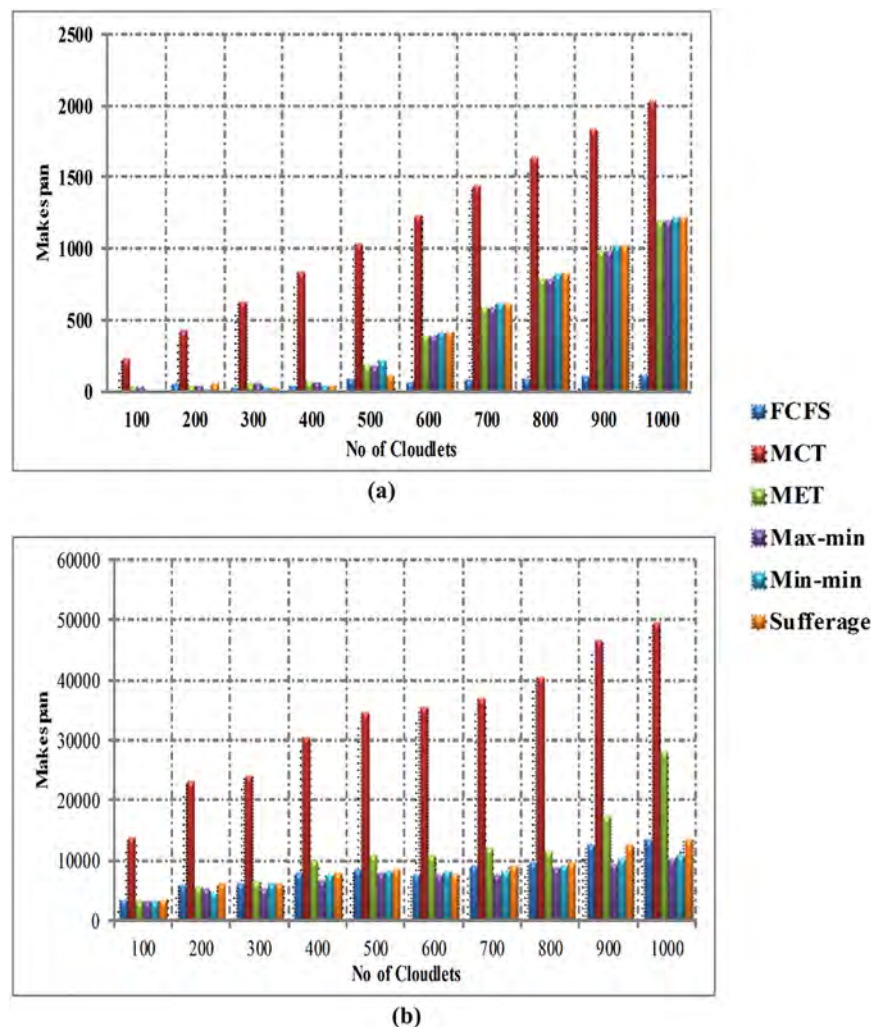 2500
2000
1500
1000
500
0
Makes pan
100 200 300 400 500 600 700 800 900 1000
No of Cloudlets
(a)
FCFS
MCT
MET
Max-min
Min-min
Sufferage
60000
50000
40000
30000
20000
10000
0
Makes pan
100 200 300 400 500 600 700 800 900 1000
No of Cloudlets
(b)